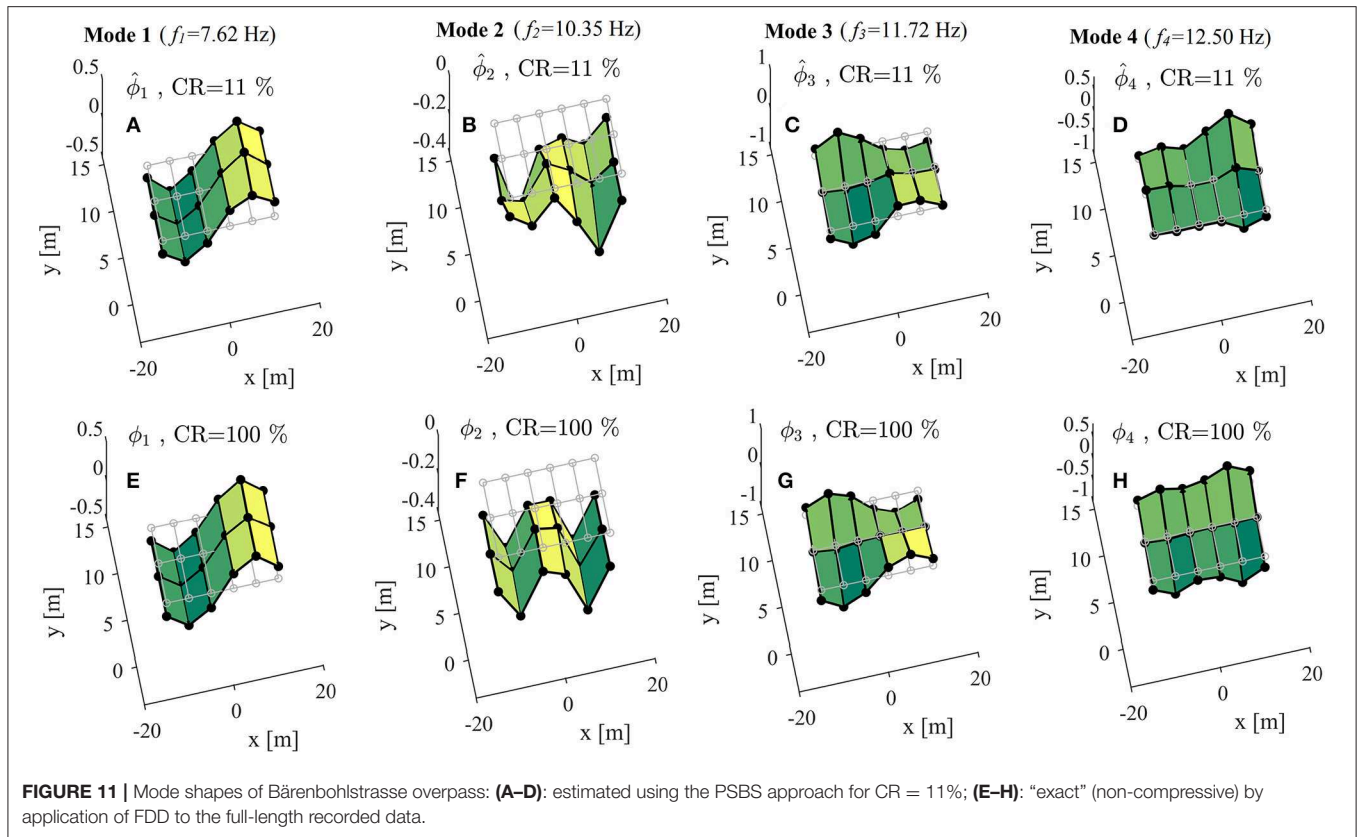 Mode 1 (f1=7.62 Hz)
Mode 2 (f2=10.35 Hz)
Mode 3 (f3=11.72 Hz)
Mode 4 (f4=12.50 Hz)
0.5
0
-0.5
15
10
5
0
y [m]
-20
0
20
x [m]
ϕ̂₁ , CR=11 %
A
0
-0.2
-0.4
15
10
5
0
y [m]
-20
0
20
x [m]
ϕ̂₂ , CR=11 %
B
1
0
-1
15
10
5
0
y [m]
-20
0
20
x [m]
ϕ̂₃ , CR=11 %
C
0.5
0
-0.5
-1
15
10
5
0
y [m]
-20
0
20
x [m]
ϕ̂₄ , CR=11 %
D
0.5
0
-0.5
15
10
5
0
y [m]
-20
0
20
x [m]
ϕ₁ , CR=100 %
E
0
-0.2
-0.4
15
10
5
0
y [m]
-20
0
20
x [m]
ϕ₂ , CR=100 %
F
1
0
-1
15
10
5
0
y [m]
-20
0
20
x [m]
ϕ₃ , CR=100 %
G
0.5
0
-0.5
-1
15
10
5
0
y [m]
-20
0
20
x [m]
ϕ₄ , CR=100 %
H
FIGURE 11 | Mode shapes of Bärenbohlstrasse overpass: (A–D): estimated using the PSBS approach for CR = 11%; (E–H): “exact” (non-compressive) by
application of FDD to the full-length recorded data.